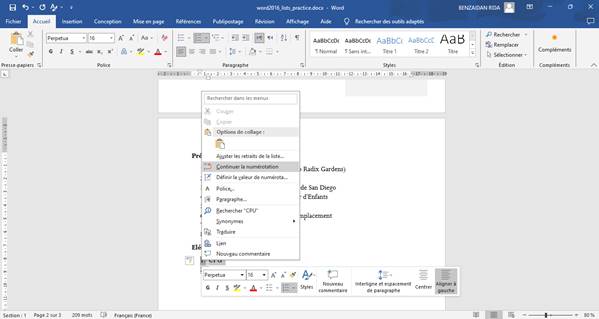 word2016_lists_practice.docx - Word
BENZAIDAN RIDA
Fichier Accueil Insertion Conception Mise en page Références Publipostage Révision Affichage Aide Rechercher des outils adaptés
Coller
Perpetua 16
AaBbCcDc AaBbCcDc AaBbCc AaBbCcC AaB
¶ Normal ¶ Sans int... Titre 1 Titre 2 Titre
Rechercher
Remplacer
Sélectionner
Compléments
Presse-papiers Police Paragraphe Styles Édition Compléments
Rechercher dans les menus
Couper
Copier
Options de collage :
Ajuster les retraits de la liste...
Continuer la numérotation
Définir la valeur de numérota...
Police...
Paragraphe...
Rechercher "CPU"
Synonymes
Traduire
Lien
Nouveau commentaire
Radix Gardens)
de San Diego
d'Enfants
Perpetua 16
Styles
Nouveau commentaire
Interligne et espacement de paragraphe
Centrer
Aligner à gauche
Section 1 Page 2 sur 3 209 mots Français (France) 80 %